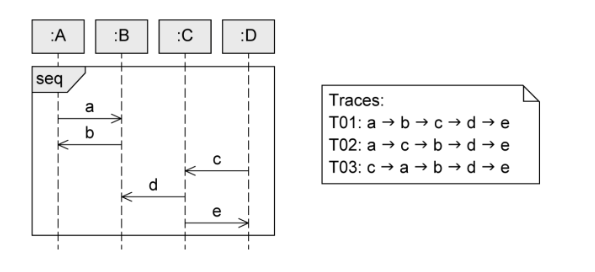 :A :B :C :D
seq
a
b
c
d
e
Traces:
T01: a → b → c → d → e
T02: a → c → b → d → e
T03: c → a → b → d → e